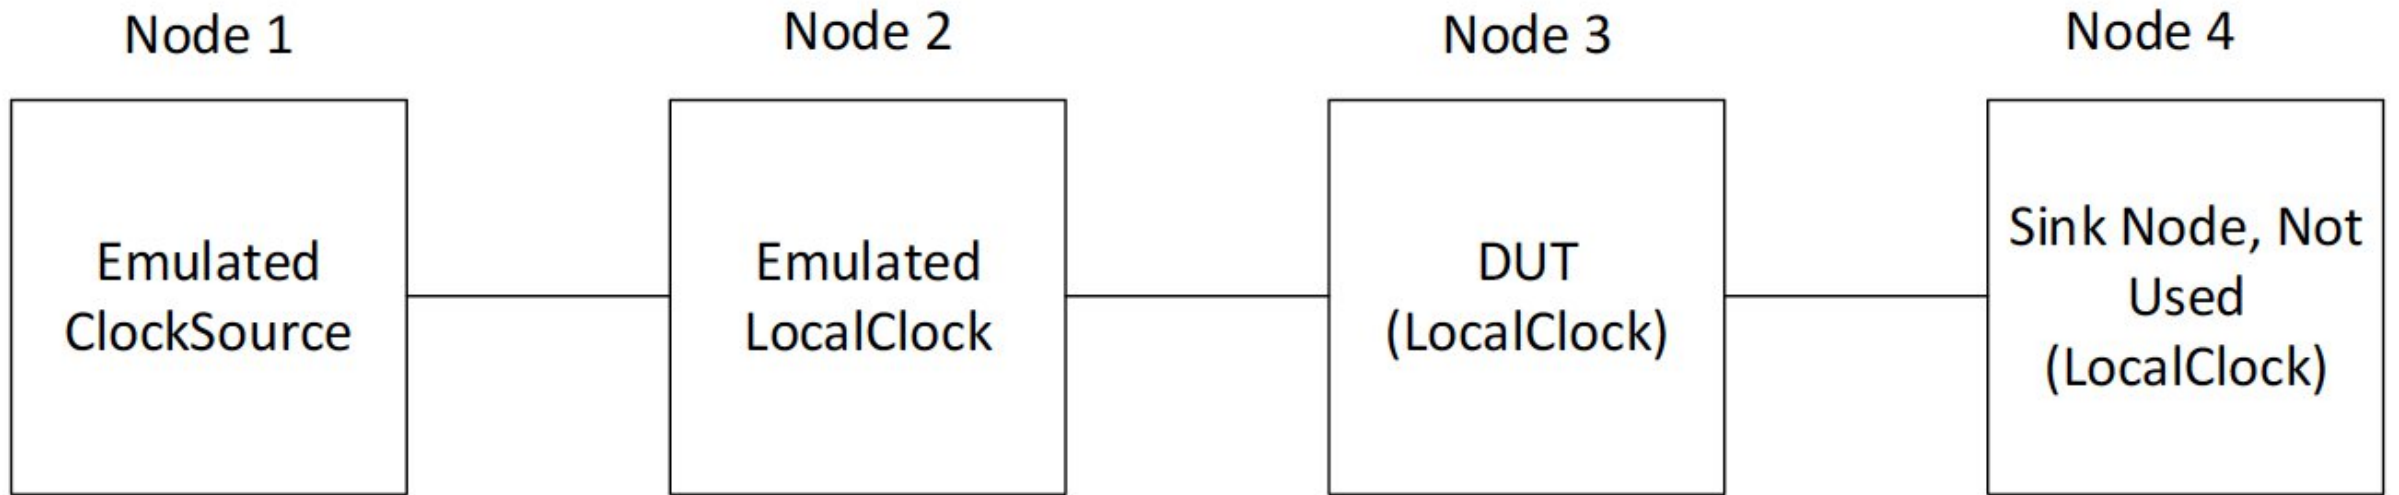 Node 1
Node 2
Node 3
Node 4
Emulated
ClockSource
Emulated
LocalClock
DUT
(LocalClock)
Sink Node, Not
Used
(LocalClock)